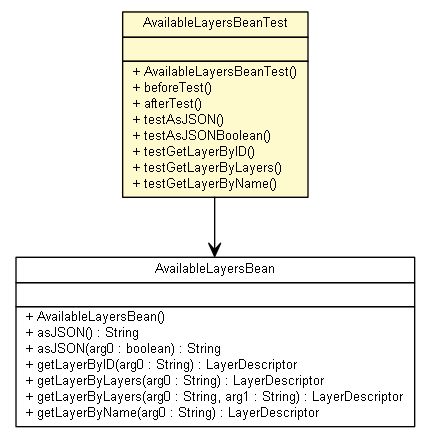 AvailableLayersBeanTest
+ AvailableLayersBeanTest()
+ beforeTest()
+ afterTest()
+ testAsJSON()
+ testAsJSONBoolean()
+ testGetLayerByID()
+ testGetLayerByLayers()
+ testGetLayerByName()
AvailableLayersBean
+ AvailableLayersBean()
+ asJSON() : String
+ asJSON(arg0 : boolean) : String
+ getLayerByID(arg0 : String) : LayerDescriptor
+ getLayerByLayers(arg0 : String) : LayerDescriptor
+ getLayerByLayers(arg0 : String, arg1 : String) : LayerDescriptor
+ getLayerByName(arg0 : String) : LayerDescriptor